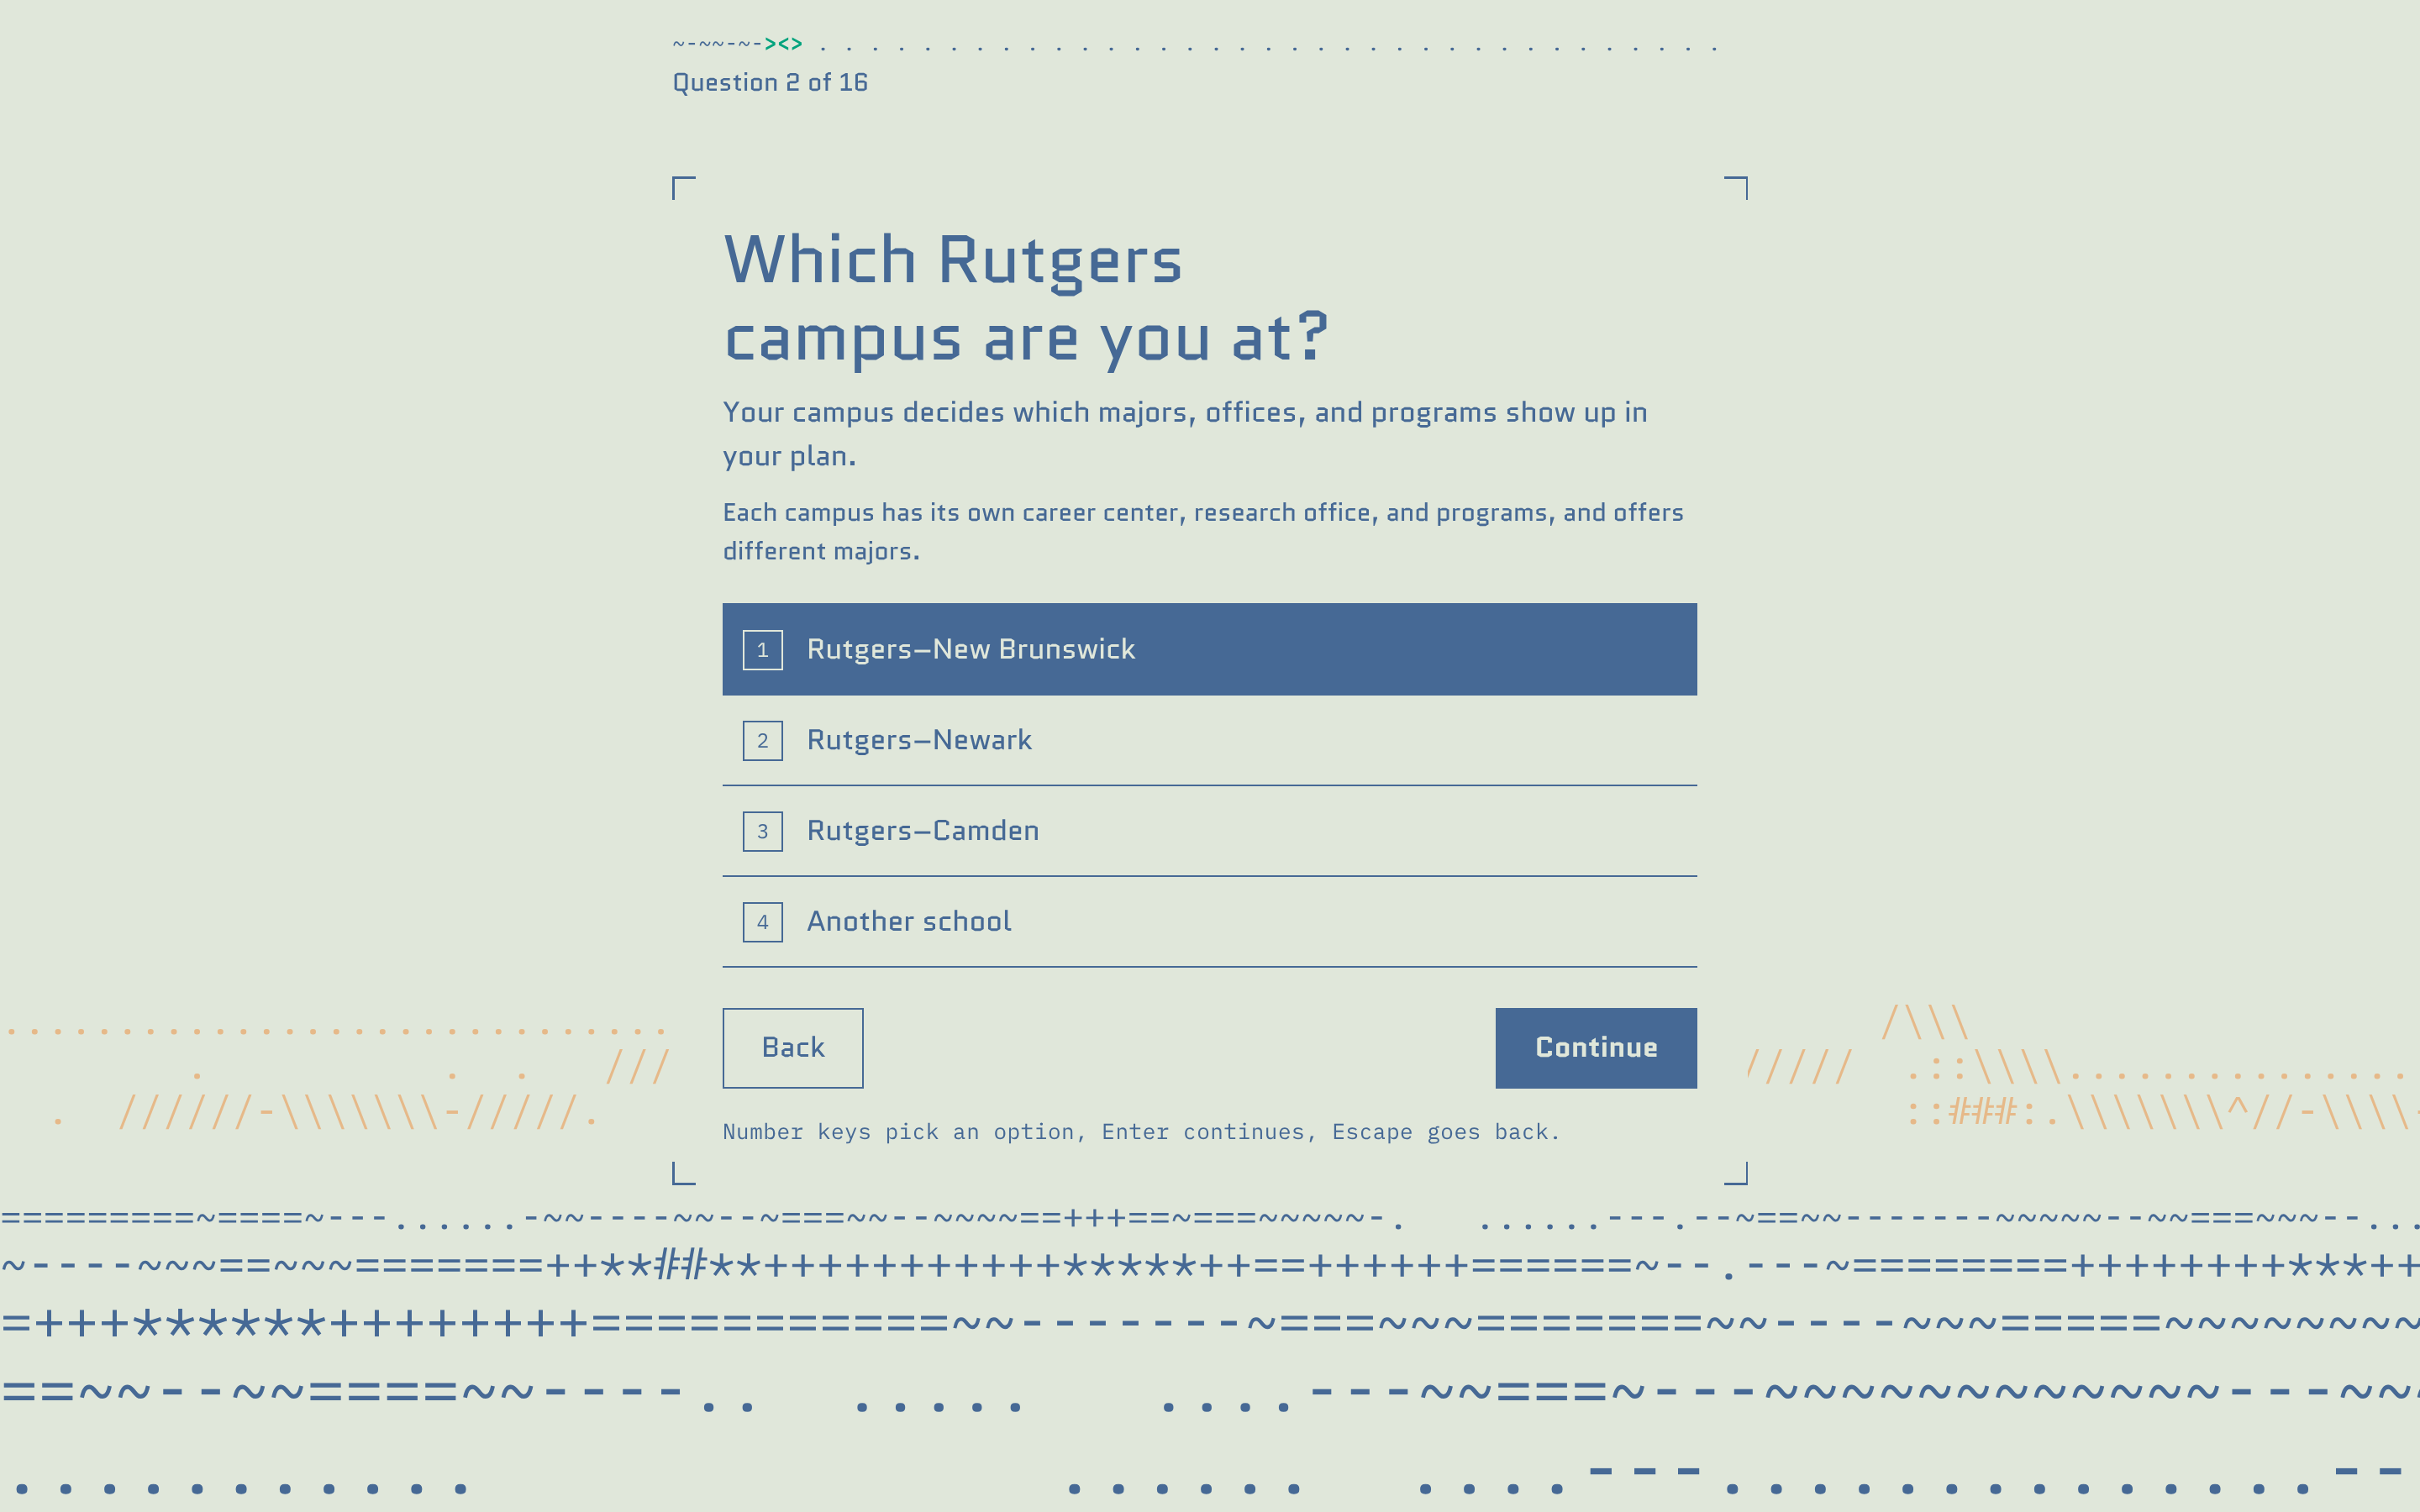 Question 2 of 16
Which Rutgers
campus are you at?
Your campus decides which majors, offices, and programs show up in
your plan.
Each campus has its own career center, research office, and programs, and offers
different majors.
1 Rutgers–New Brunswick
2 Rutgers–Newark
3 Rutgers–Camden
4 Another school
Back Continue
Number keys pick an option, Enter continues, Escape goes back.